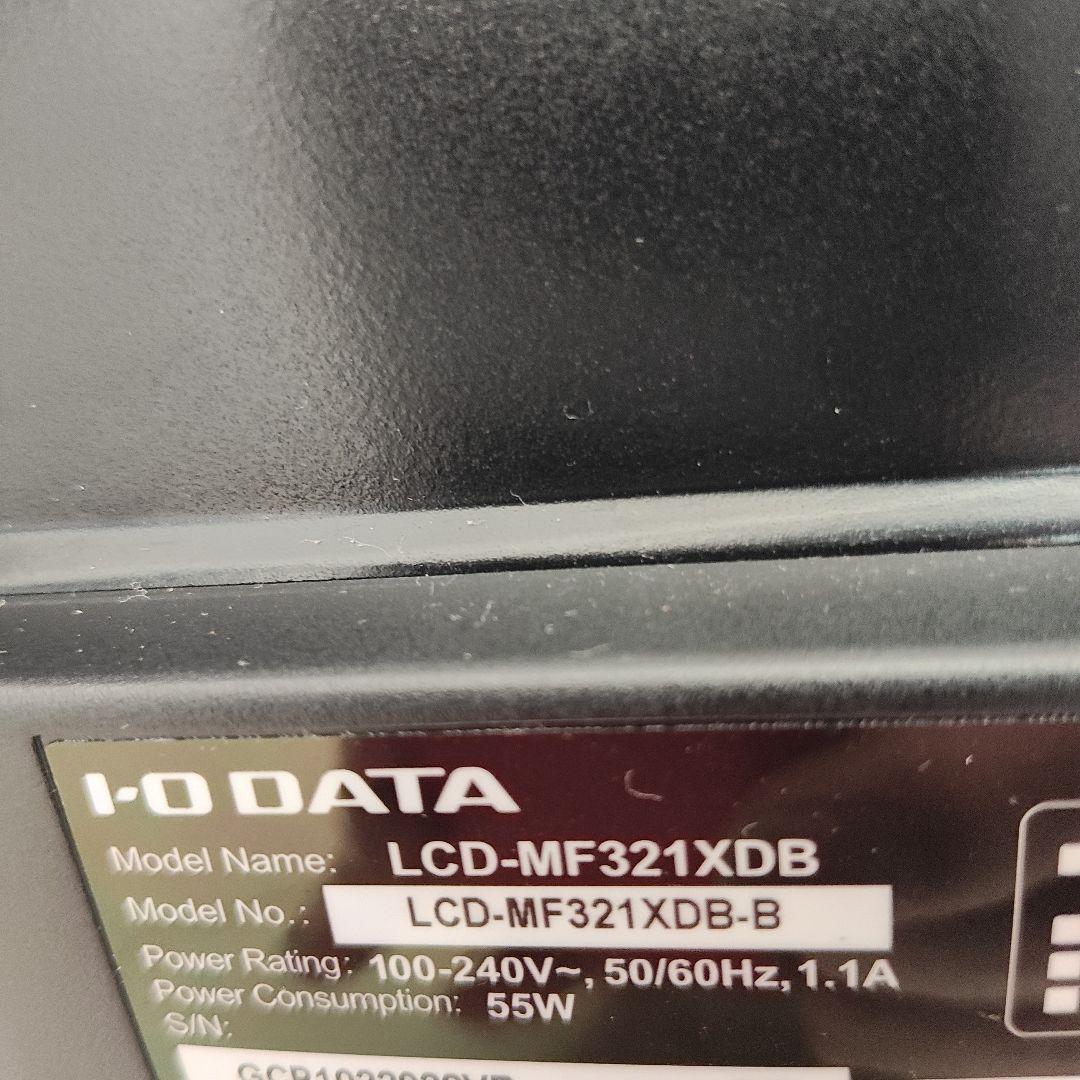 I-O DATA
Model Name: LCD-MF321XDB
Model No.: LCD-MF321XDB-B
Power Rating: 100-240V~, 50/60Hz, 1.1A
Power Consumption: 55W
S/N: